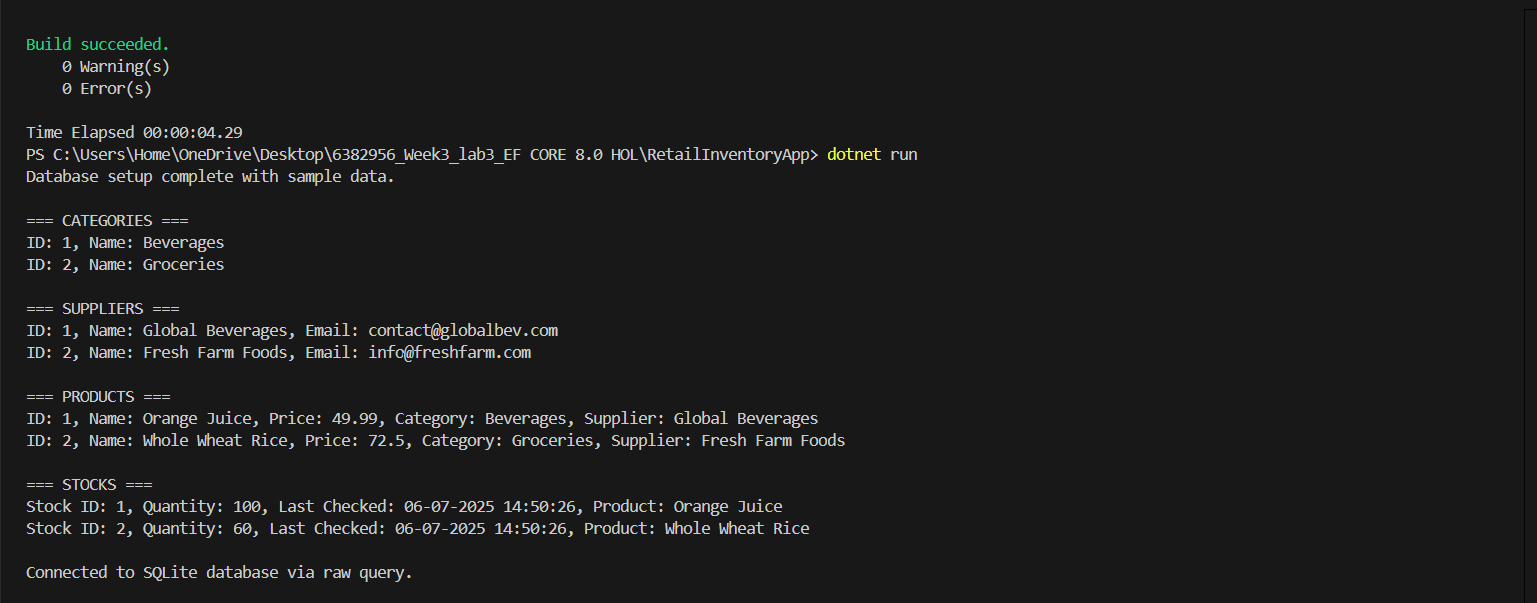 Build succeeded.
0 Warning(s)
0 Error(s)
Time Elapsed 00:00:04.29
PS C:\Users\Home\OneDrive\Desktop\6382956_Week3_lab3_EF CORE 8.0 HOL\RetailInventoryApp> dotnet run
Database setup complete with sample data.
=== CATEGORIES ===
ID: 1, Name: Beverages
ID: 2, Name: Groceries
=== SUPPLIERS ===
ID: 1, Name: Global Beverages, Email: contact@globalbev.com
ID: 2, Name: Fresh Farm Foods, Email: info@freshfarm.com
=== PRODUCTS ===
ID: 1, Name: Orange Juice, Price: 49.99, Category: Beverages, Supplier: Global Beverages
ID: 2, Name: Whole Wheat Rice, Price: 72.5, Category: Groceries, Supplier: Fresh Farm Foods
=== STOCKS ===
Stock ID: 1, Quantity: 100, Last Checked: 06-07-2025 14:50:26, Product: Orange Juice
Stock ID: 2, Quantity: 60, Last Checked: 06-07-2025 14:50:26, Product: Whole Wheat Rice
Connected to SQLite database via raw query.